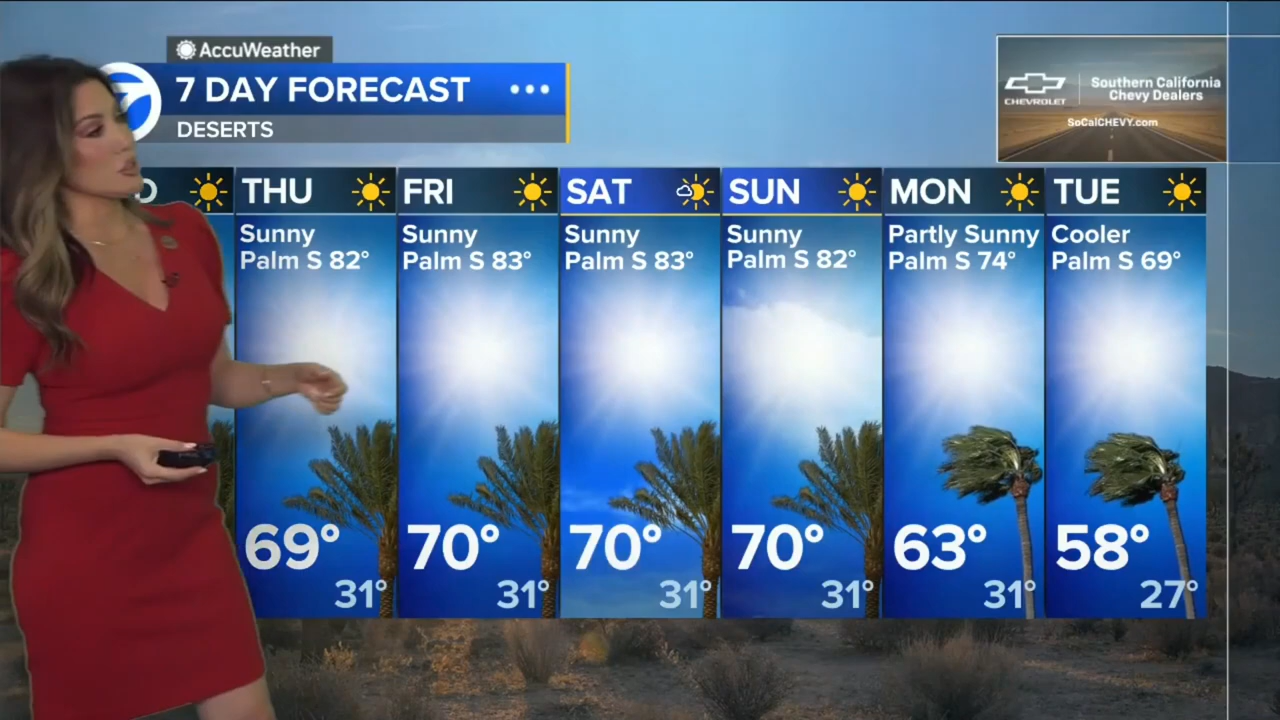 AccuWeather
7 DAY FORECAST
DESERTS
CHEVROLET
Southern California
Chevy Dealers
SoCalCHEVY.com
THU
Sunny
Palm S 82°
69°
31°
FRI
Sunny
Palm S 83°
70°
31°
SAT
Sunny
Palm S 83°
70°
31°
SUN
Sunny
Palm S 82°
70°
31°
MON
Partly Sunny
Palm S 74°
63°
31°
TUE
Cooler
Palm S 69°
58°
27°